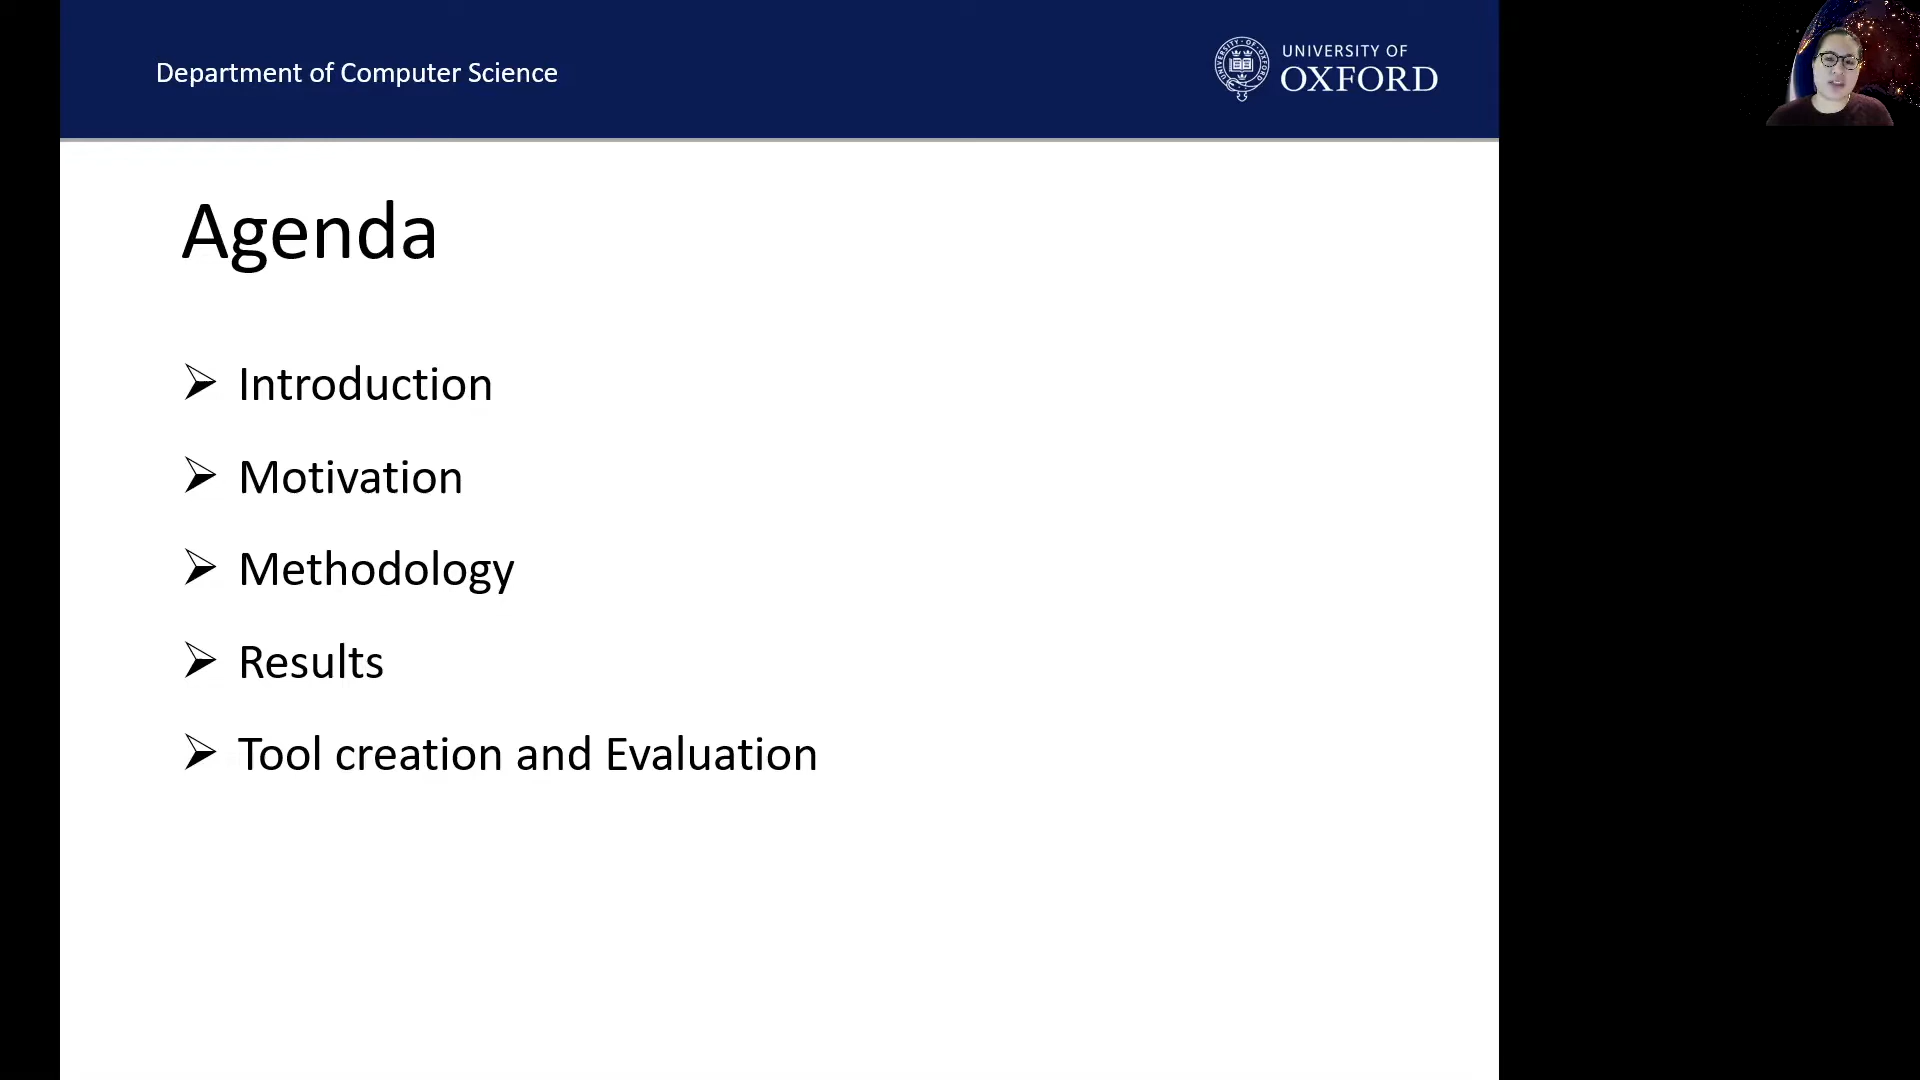 Department of Computer Science
UNIVERSITY OF
OXFORD
Agenda
Introduction
Motivation
Methodology
Results
Tool creation and Evaluation